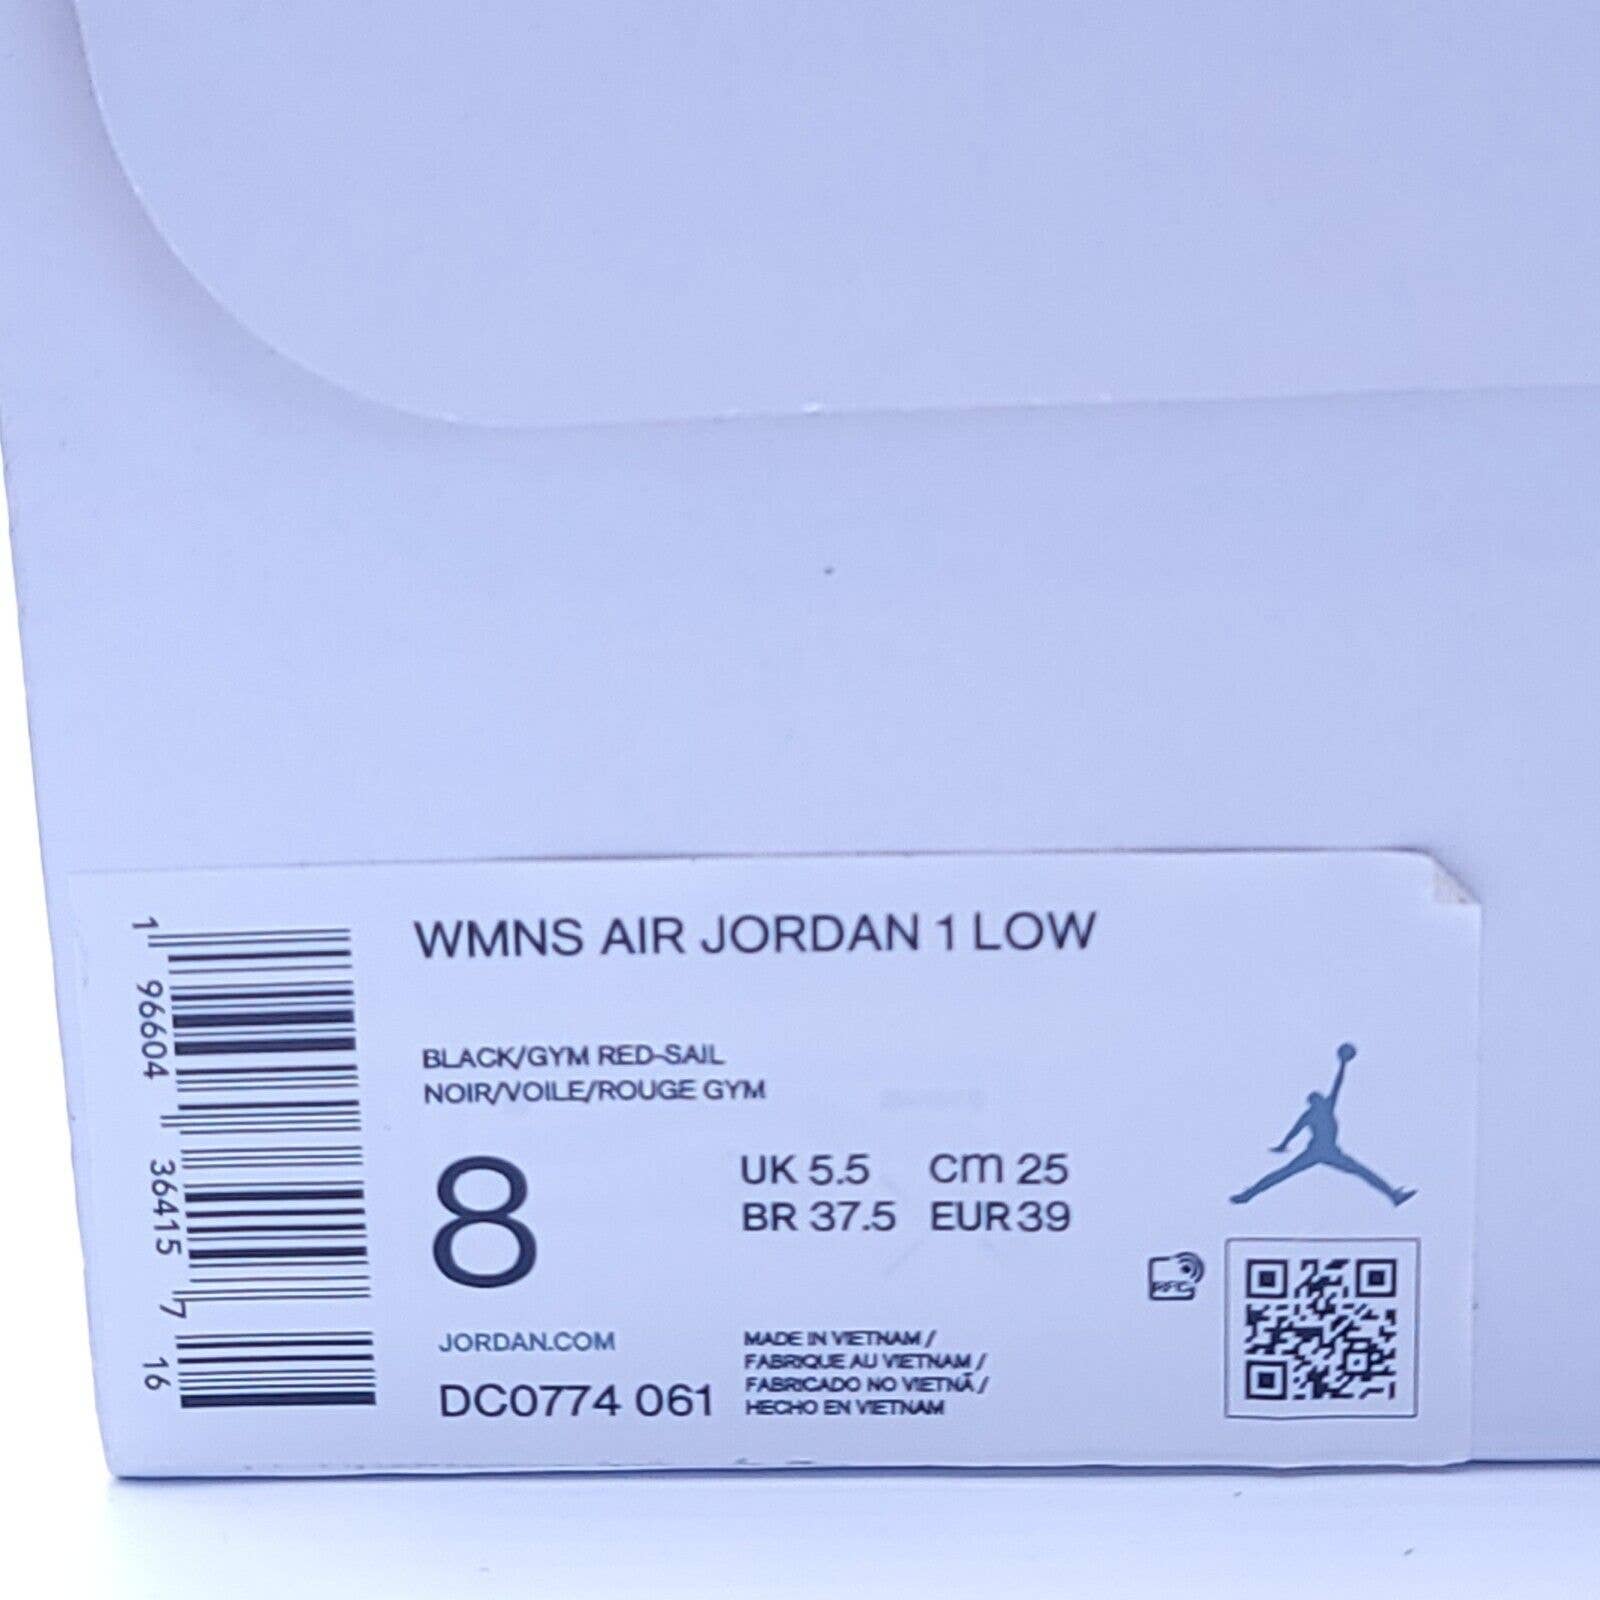 WMNS AIR JORDAN 1 LOW
BLACK/GYM RED-SAIL
NOIR/VOILE/ROUGE GYM
8
UK 5.5 cm 25
BR 37.5 EUR 39
JORDAN.COM
DC0774 061
MADE IN VIETNAM /
FABRIQUE AU VIETNAM /
FABRICADO NO VIETNÃ /
HECHO EN VIETNAM
RFID
1 96604 36415 7 16